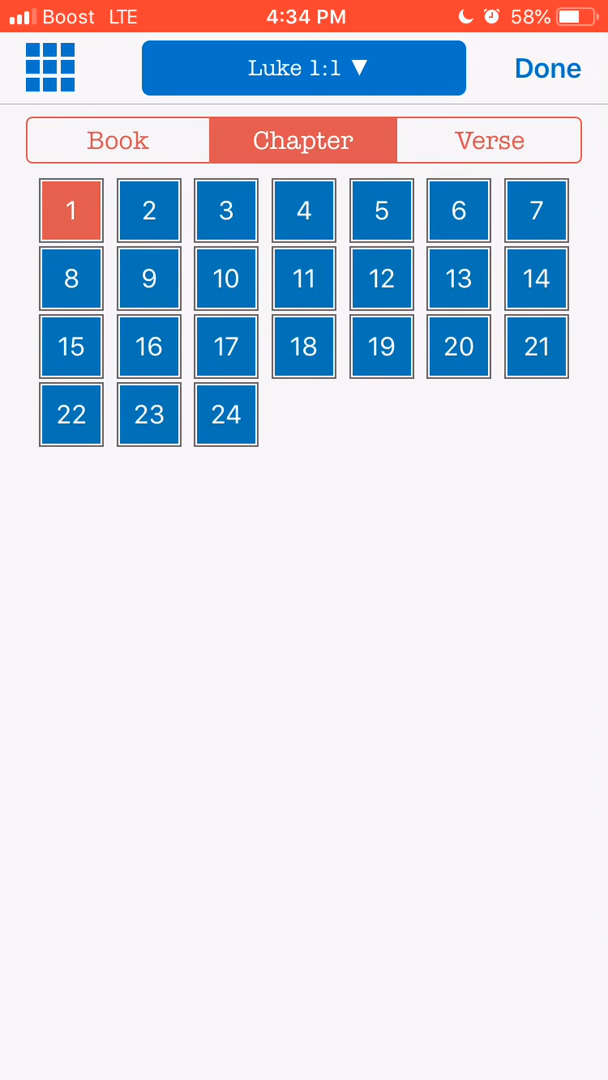 Boost LTE 4:34 PM 58%
Luke 1:1 ▼ Done
Book Chapter Verse
1 2 3 4 5 6 7
8 9 10 11 12 13 14
15 16 17 18 19 20 21
22 23 24